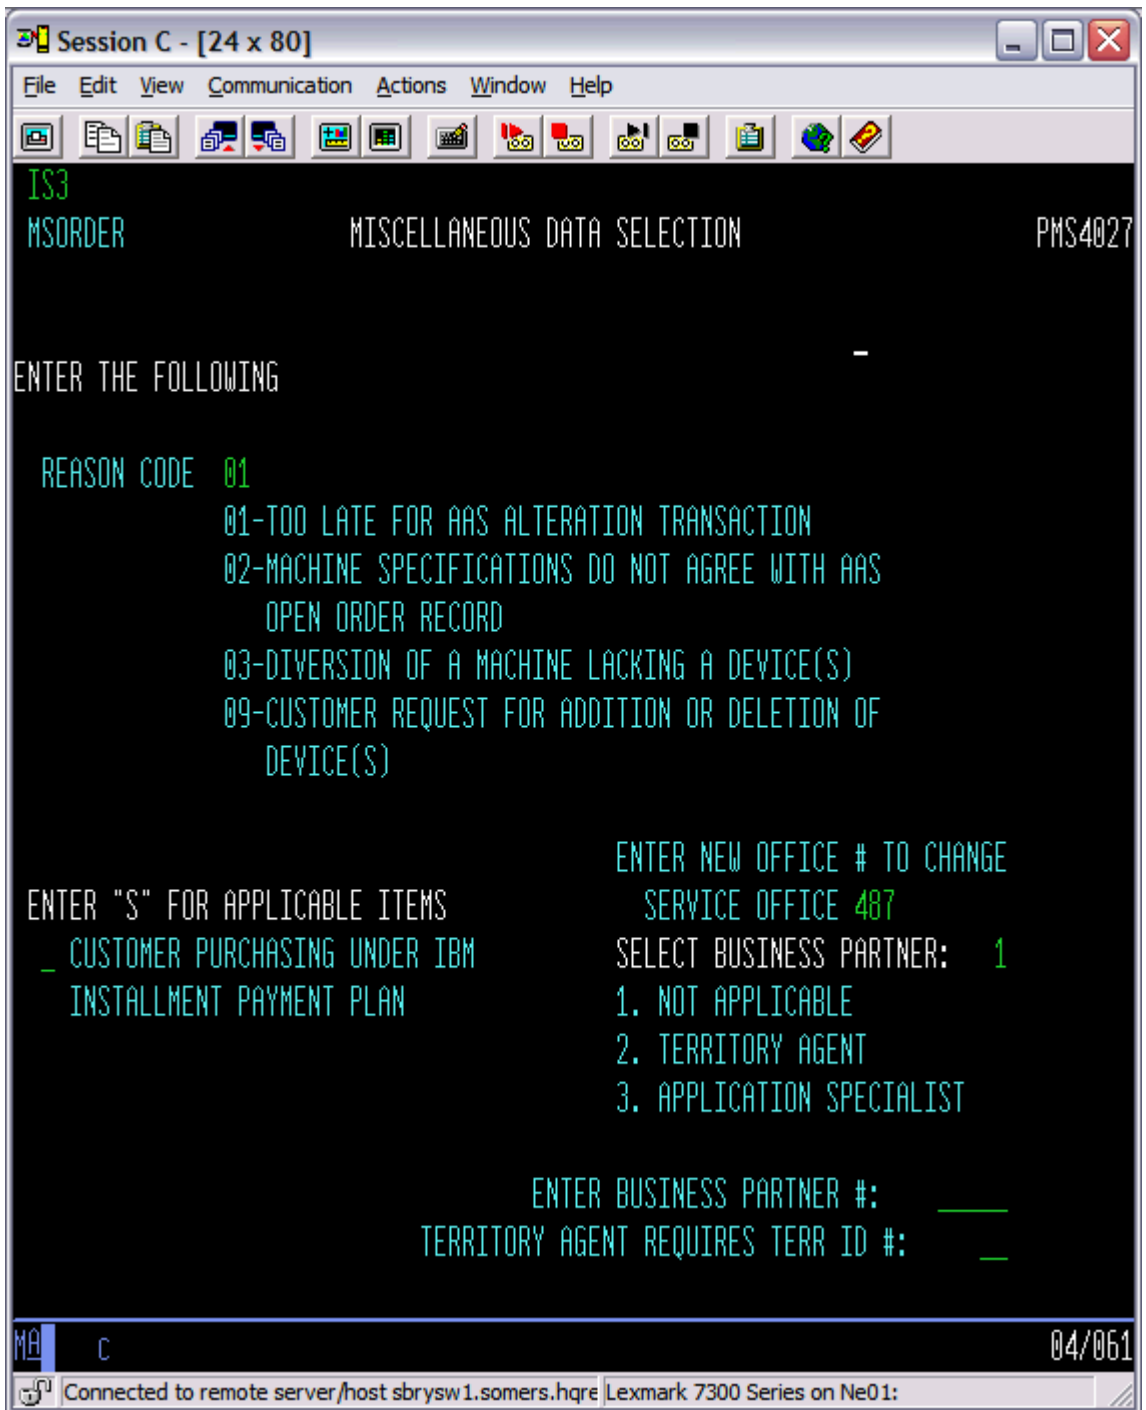 Session C - [24 x 80]
File Edit View Communication Actions Window Help
IS3
MSORDER MISCELLANEOUS DATA SELECTION PMS4027
ENTER THE FOLLOWING
REASON CODE 01
01-TOO LATE FOR AAS ALTERATION TRANSACTION
02-MACHINE SPECIFICATIONS DO NOT AGREE WITH AAS
OPEN ORDER RECORD
03-DIVERSION OF A MACHINE LACKING A DEVICE(S)
09-CUSTOMER REQUEST FOR ADDITION OR DELETION OF
DEVICE(S)
ENTER NEW OFFICE # TO CHANGE
ENTER "S" FOR APPLICABLE ITEMS SERVICE OFFICE 487
_ CUSTOMER PURCHASING UNDER IBM SELECT BUSINESS PARTNER: 1
INSTALLMENT PAYMENT PLAN 1. NOT APPLICABLE
2. TERRITORY AGENT
3. APPLICATION SPECIALIST
ENTER BUSINESS PARTNER #: _____
TERRITORY AGENT REQUIRES TERR ID #: __
MA C 04/061
Connected to remote server/host sbrysw1.somers.hqre Lexmark 7300 Series on Ne01: